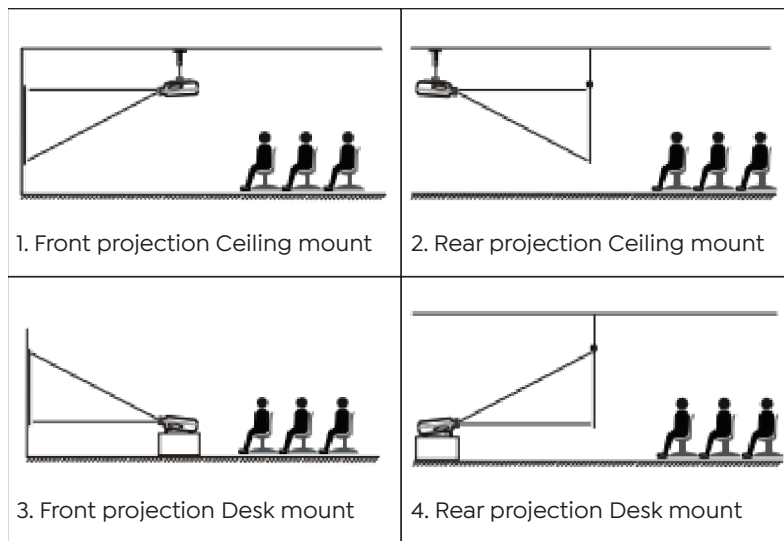 1. Front projection Ceiling mount
2. Rear projection Ceiling mount
3. Front projection Desk mount
4. Rear projection Desk mount